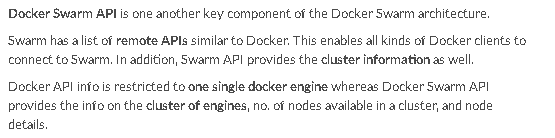 Docker Swarm API is one another key component of the Docker Swarm architecture.
Swarm has a list of remote APIs similar to Docker. This enables all kinds of Docker clients to
connect to Swarm. In addition, Swarm API provides the cluster information as well.
Docker API info is restricted to one single docker engine whereas Docker Swarm API
provides the info on the cluster of engines, no. of nodes available in a cluster, and node
details.